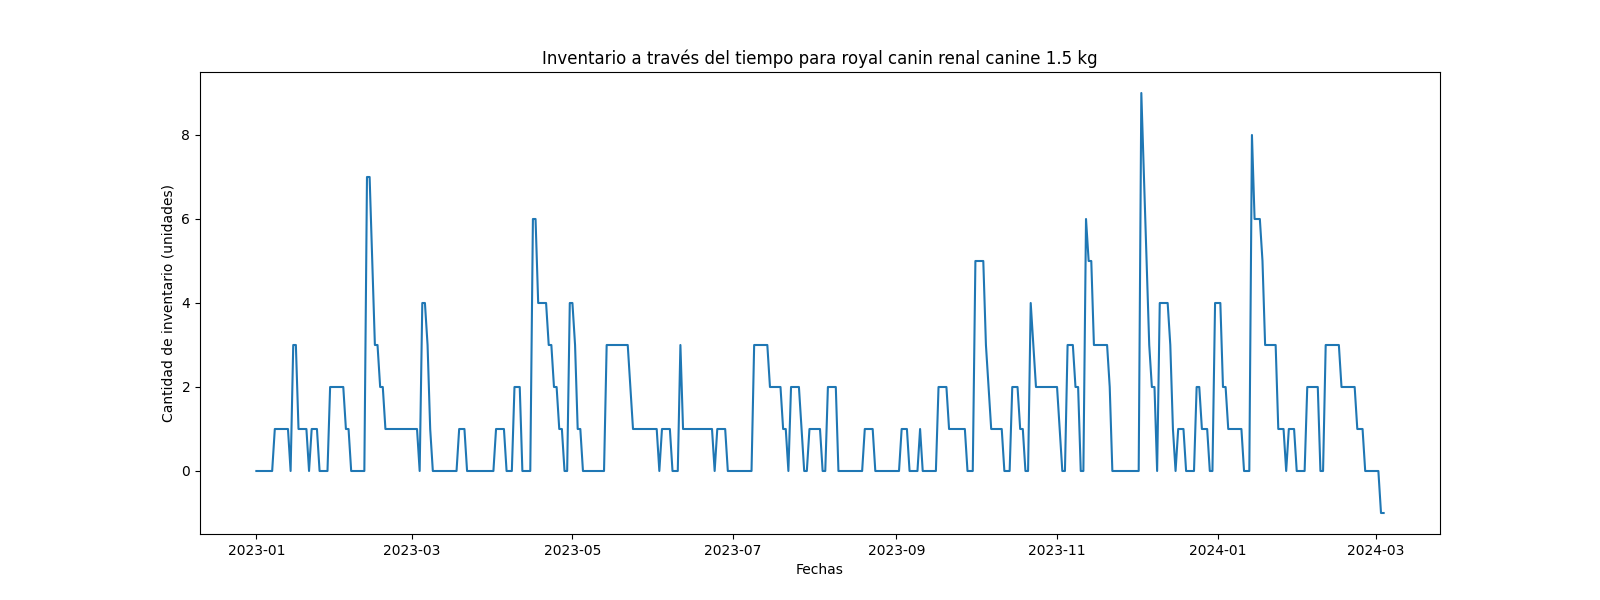 Inventario a través del tiempo para royal canin renal canine 1.5 kg
Cantidad de inventario (unidades)
8
6
4
2
0
2023-01 2023-03 2023-05 2023-07 2023-09 2023-11 2024-01 2024-03
Fechas